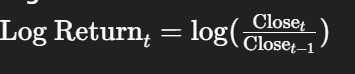 Log Return_t = log(Close_t / Close_{t−1})